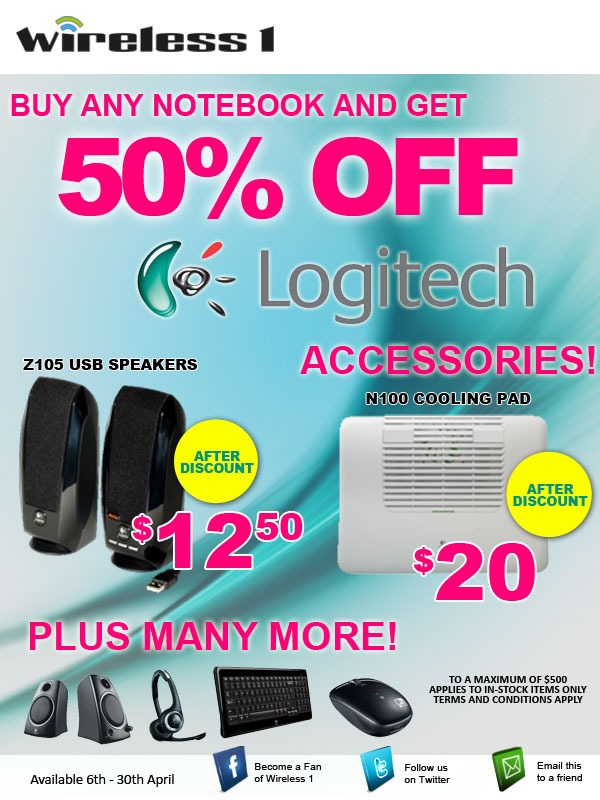 wireless 1
BUY ANY NOTEBOOK AND GET
50% OFF
Logitech
ACCESSORIES!
Z105 USB SPEAKERS
N100 COOLING PAD
AFTER
DISCOUNT
$1250
AFTER
DISCOUNT
$20
PLUS MANY MORE!
TO A MAXIMUM OF $500
APPLIES TO IN-STOCK ITEMS ONLY
TERMS AND CONDITIONS APPLY
Available 6th - 30th April
Become a Fan
of Wireless 1
Follow us
on Twitter
Email this
to a friend